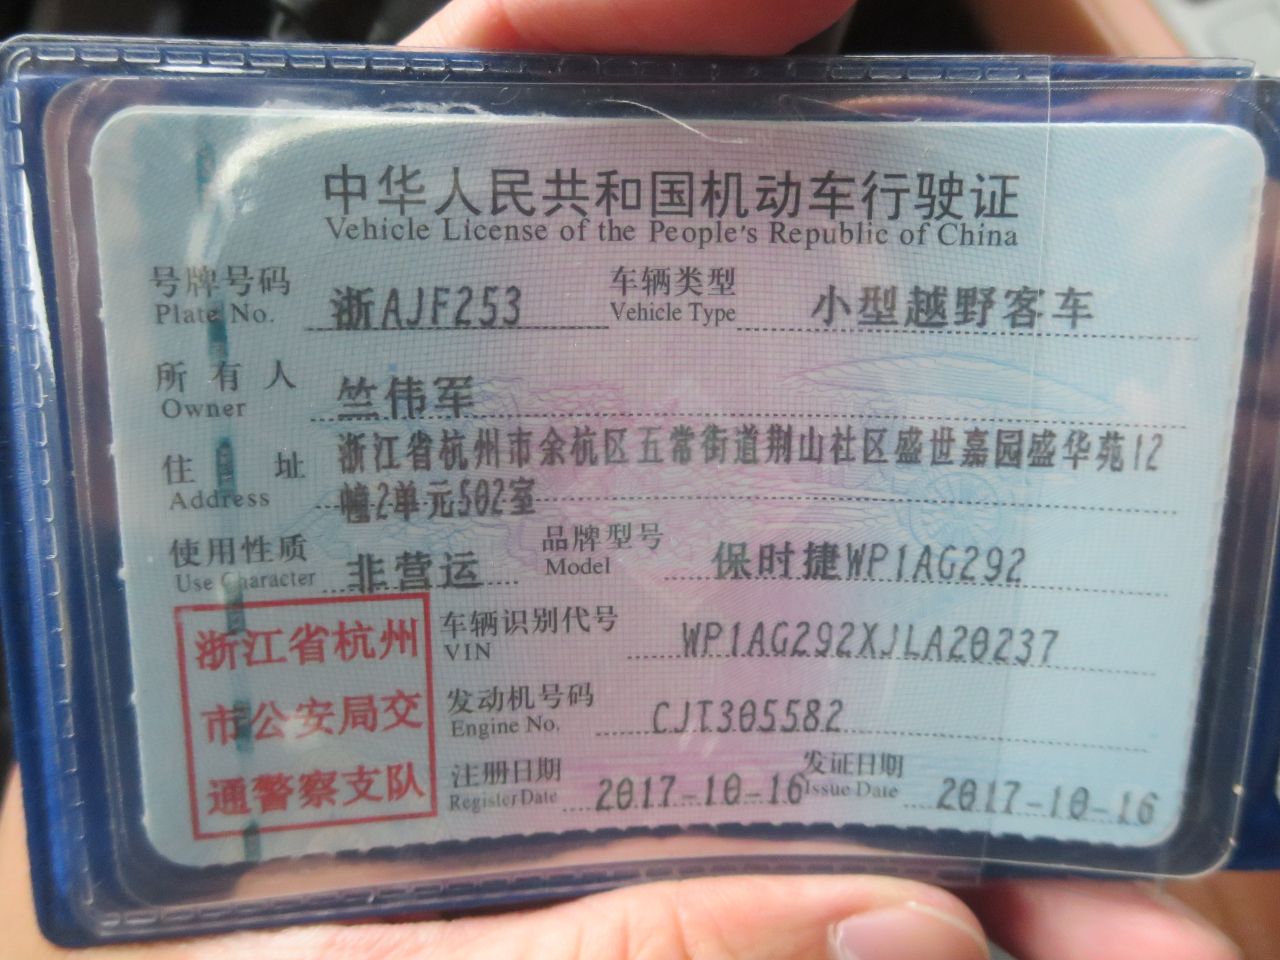 中华人民共和国机动车行驶证
Vehicle License of the People's Republic of China
号牌号码 浙AJF253 车辆类型 小型越野客车
Plate No. Vehicle Type
所有人 竺伟军
Owner
住址 浙江省杭州市余杭区五常街道荆山社区盛世嘉园盛华苑12
Address 幢2单元502室
使用性质 非营运 品牌型号 保时捷WP1AG292
Use Character Model
浙江省杭州
市公安局交
通警察支队
车辆识别代号 WP1AG292XJLA20237
VIN
发动机号码 CJT305582
Engine No.
注册日期 2017-10-16 发证日期 2017-10-16
Register Date Issue Date